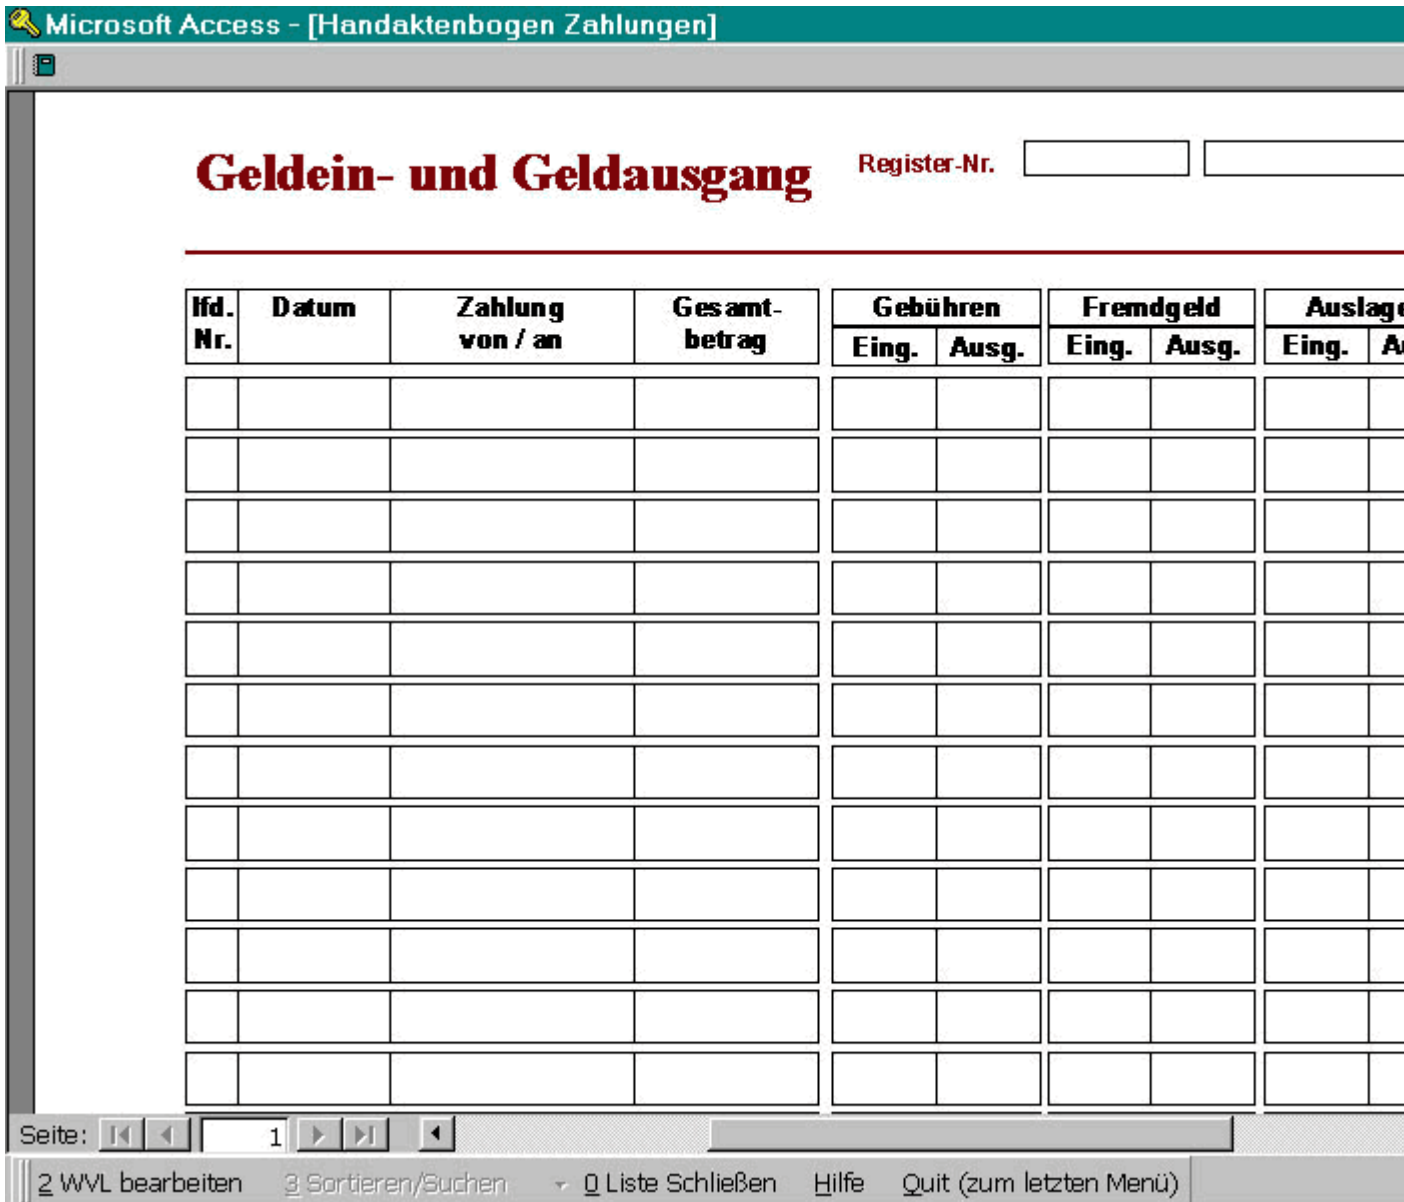 Microsoft Access - [Handaktenbogen Zahlungen]
Geldein- und Geldausgang
Register-Nr.
lfd. Nr.
Datum
Zahlung von / an
Gesamt- betrag
Gebühren
Eing. Ausg.
Fremdgeld
Eing. Ausg.
Auslage
Eing. A
Seite: 1
2 WVL bearbeiten 3 Sortieren/Suchen 0 Liste Schließen Hilfe Quit (zum letzten Menü)